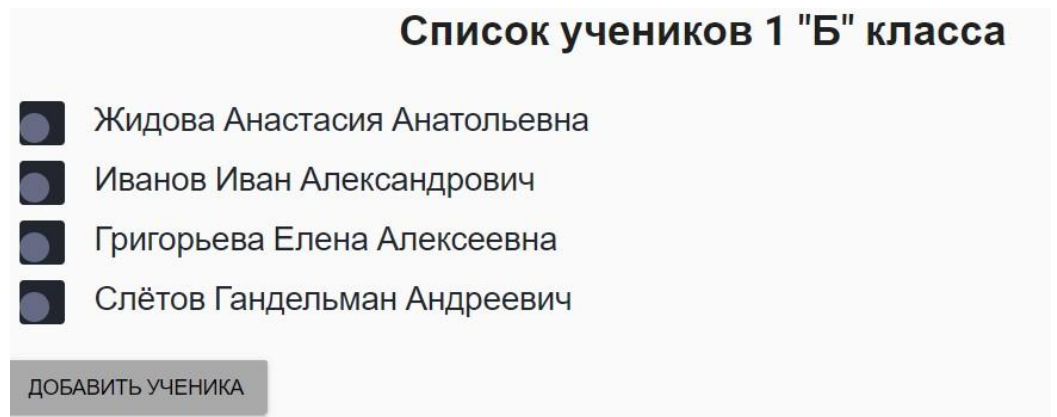 Список учеников 1 "Б" класса
Жидова Анастасия Анатольевна
Иванов Иван Александрович
Григорьева Елена Алексеевна
Слётов Гандельман Андреевич
ДОБАВИТЬ УЧЕНИКА